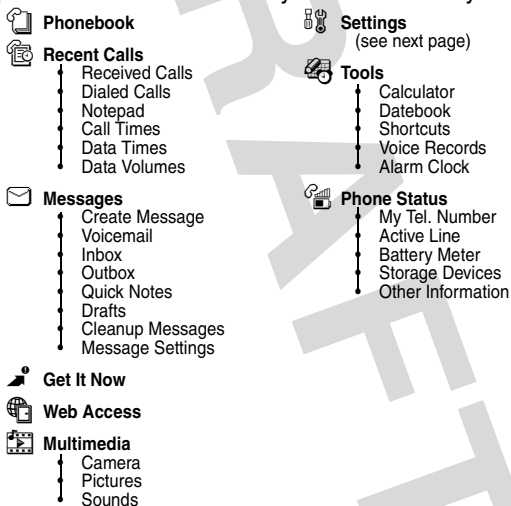 Phonebook
Recent Calls
Received Calls
Dialed Calls
Notepad
Call Times
Data Times
Data Volumes
Messages
Create Message
Voicemail
Inbox
Outbox
Quick Notes
Drafts
Cleanup Messages
Message Settings
Get It Now
Web Access
Multimedia
Camera
Pictures
Sounds
Settings
(see next page)
Tools
Calculator
Datebook
Shortcuts
Voice Records
Alarm Clock
Phone Status
My Tel. Number
Active Line
Battery Meter
Storage Devices
Other Information